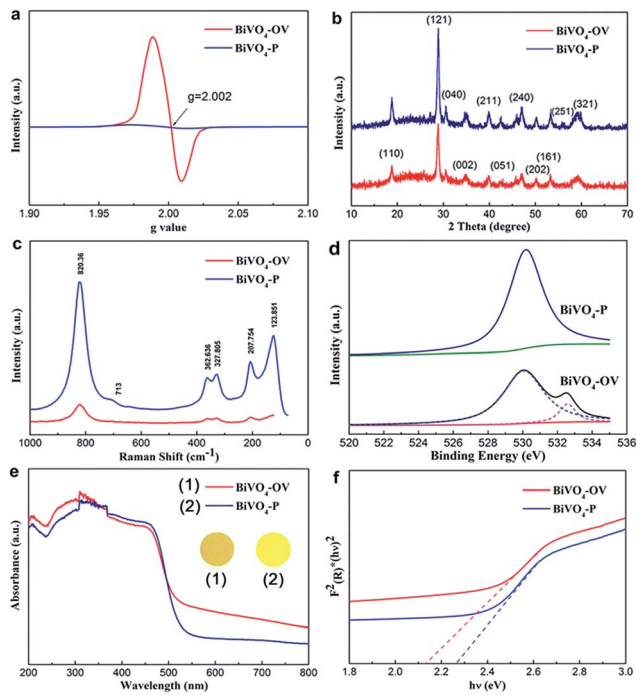 a
BiVO4-OV
BiVO4-P
g=2.002
Intensity (a.u.)
1.90 1.95 2.00 2.05 2.10
g value
b
BiVO4-OV
BiVO4-P
(121)
(040)
(211)
(240)
(251)
(321)
(110)
(002)
(051)
(202)
(161)
Intensity (a.u.)
10 20 30 40 50 60 70
2 Theta (degree)
c
BiVO4-OV
BiVO4-P
820.36
713
362.636
327.805
207.754
123.851
Intensity (a.u.)
1000 800 600 400 200 0
Raman Shift (cm-1)
d
BiVO4-P
BiVO4-OV
Intensity (a.u.)
520 522 524 526 528 530 532 534 536
Binding Energy (eV)
e
(1) BiVO4-OV
(2) BiVO4-P
(1) (2)
Absorbance (a.u.)
200 300 400 500 600 700 800
Wavelength (nm)
f
BiVO4-OV
BiVO4-P
F2(R)*(hν)2
1.8 2.0 2.2 2.4 2.6 2.8 3.0
hν (eV)